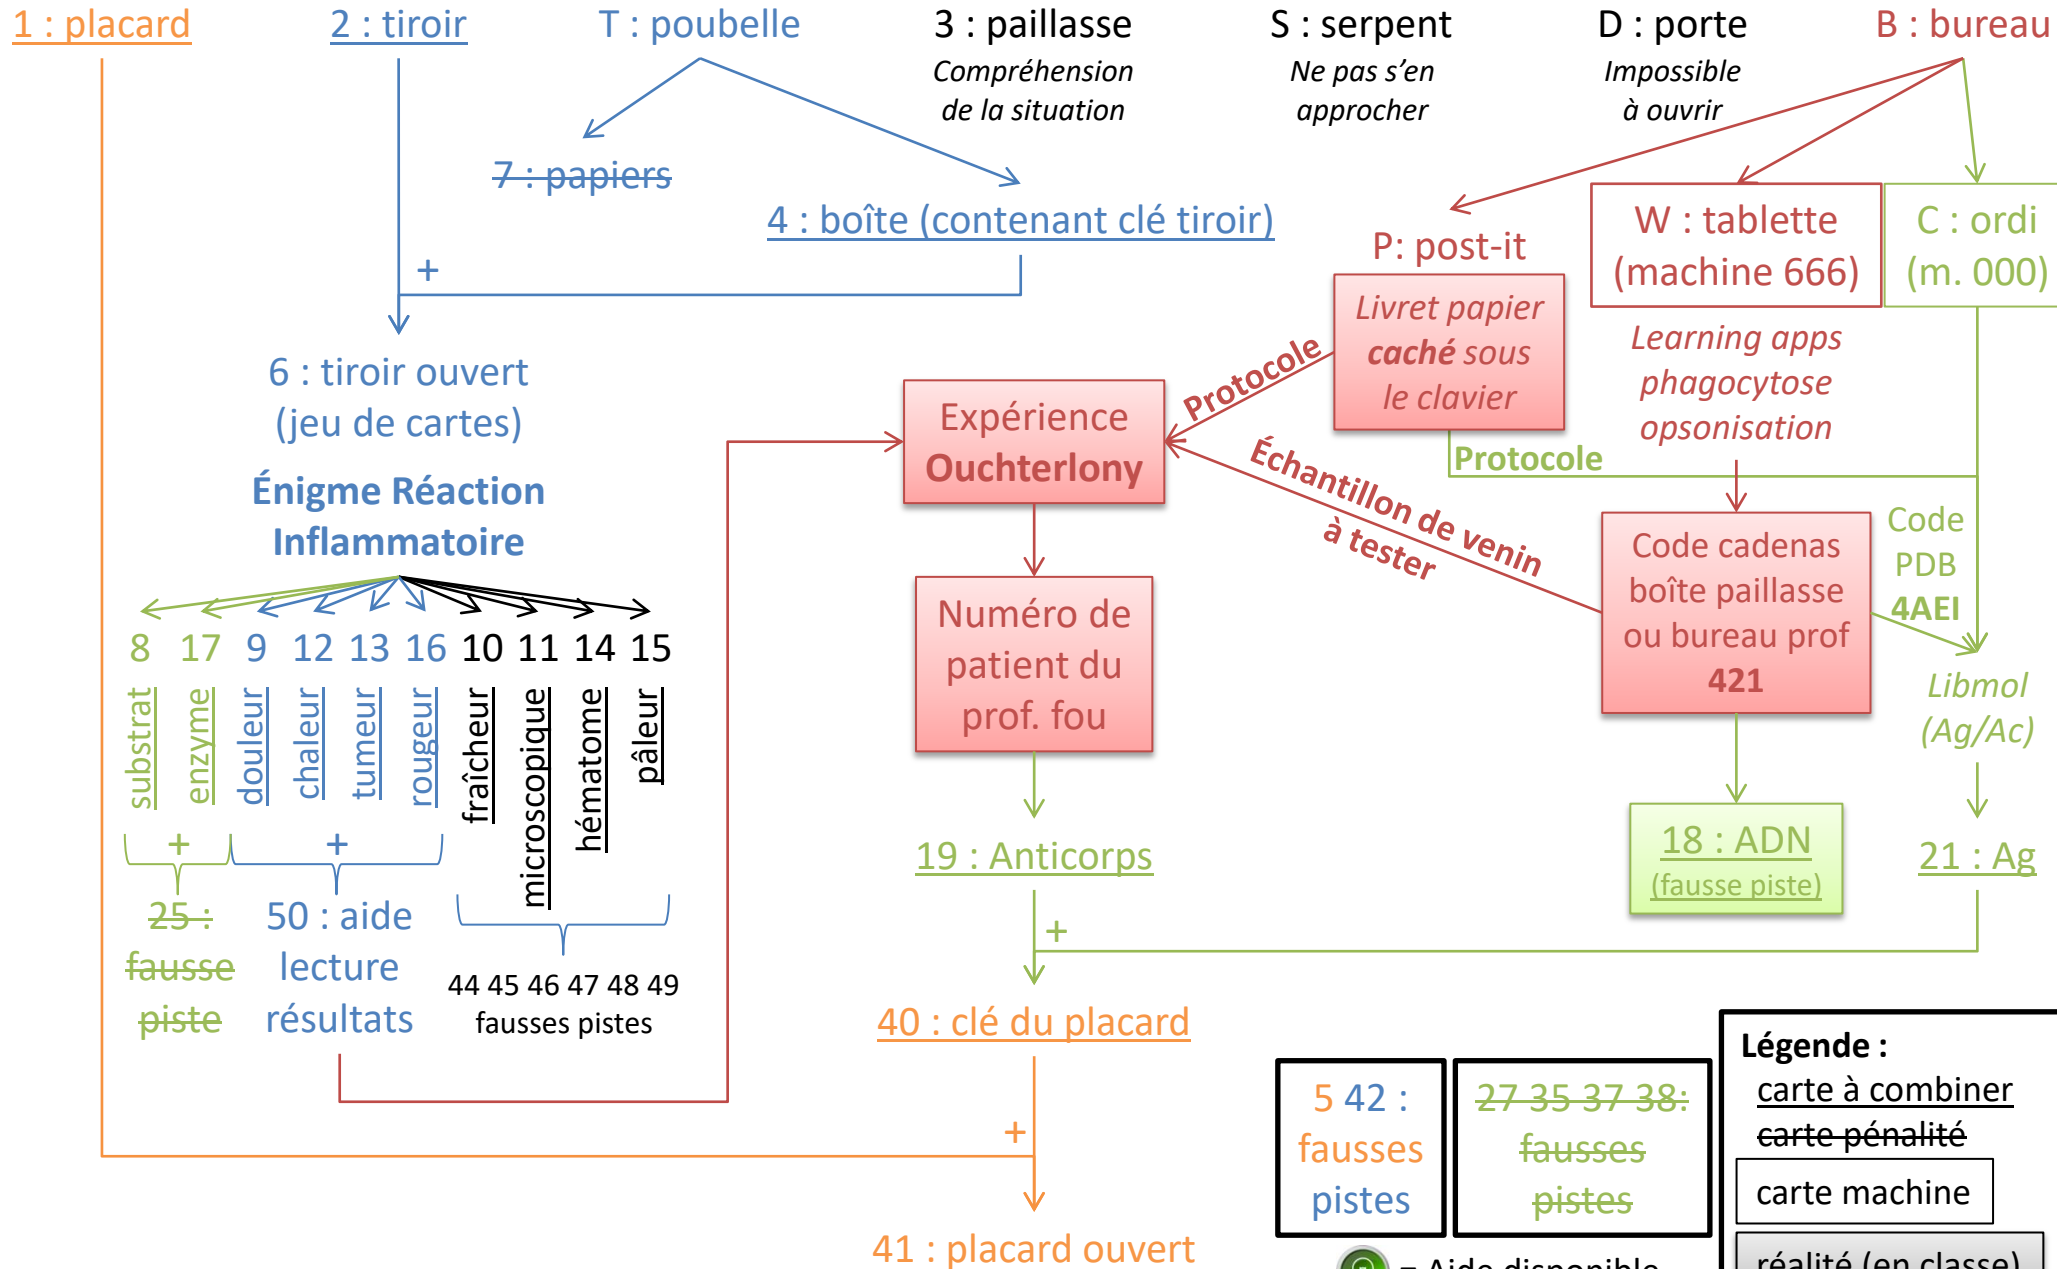 1 : placard
2 : tiroir
T : poubelle
3 : paillasse
Compréhension
de la situation
S : serpent
Ne pas s'en
approcher
D : porte
Impossible
à ouvrir
B : bureau
7 : papiers
4 : boîte (contenant clé tiroir)
+
P: post-it
Livret papier
caché sous
le clavier
W : tablette
(machine 666)
Learning apps
phagocytose
opsonisation
C : ordi
(m. 000)
6 : tiroir ouvert
(jeu de cartes)
Énigme Réaction
Inflammatoire
Protocole
Expérience
Ouchterlony
Échantillon de venin
à tester
Protocole
Code
PDB
4AEI
Code cadenas
boîte paillasse
ou bureau prof
421
Numéro de
patient du
prof. fou
8 17 9 12 13 16 10 11 14 15
substrat
enzyme
douleur
chaleur
tumeur
rougeur
fraîcheur
microscopique
hématome
pâleur
Libmol
(Ag/Ac)
+
+
25 :
fausse
piste
50 : aide
lecture
résultats
44 45 46 47 48 49
fausses pistes
19 : Anticorps
18 : ADN
(fausse piste)
21 : Ag
+
40 : clé du placard
+
41 : placard ouvert
5 42 :
fausses
pistes
27 35 37 38:
fausses
pistes
= Aide disponible
Légende :
carte à combiner
carte pénalité
carte machine
réalité (en classe)